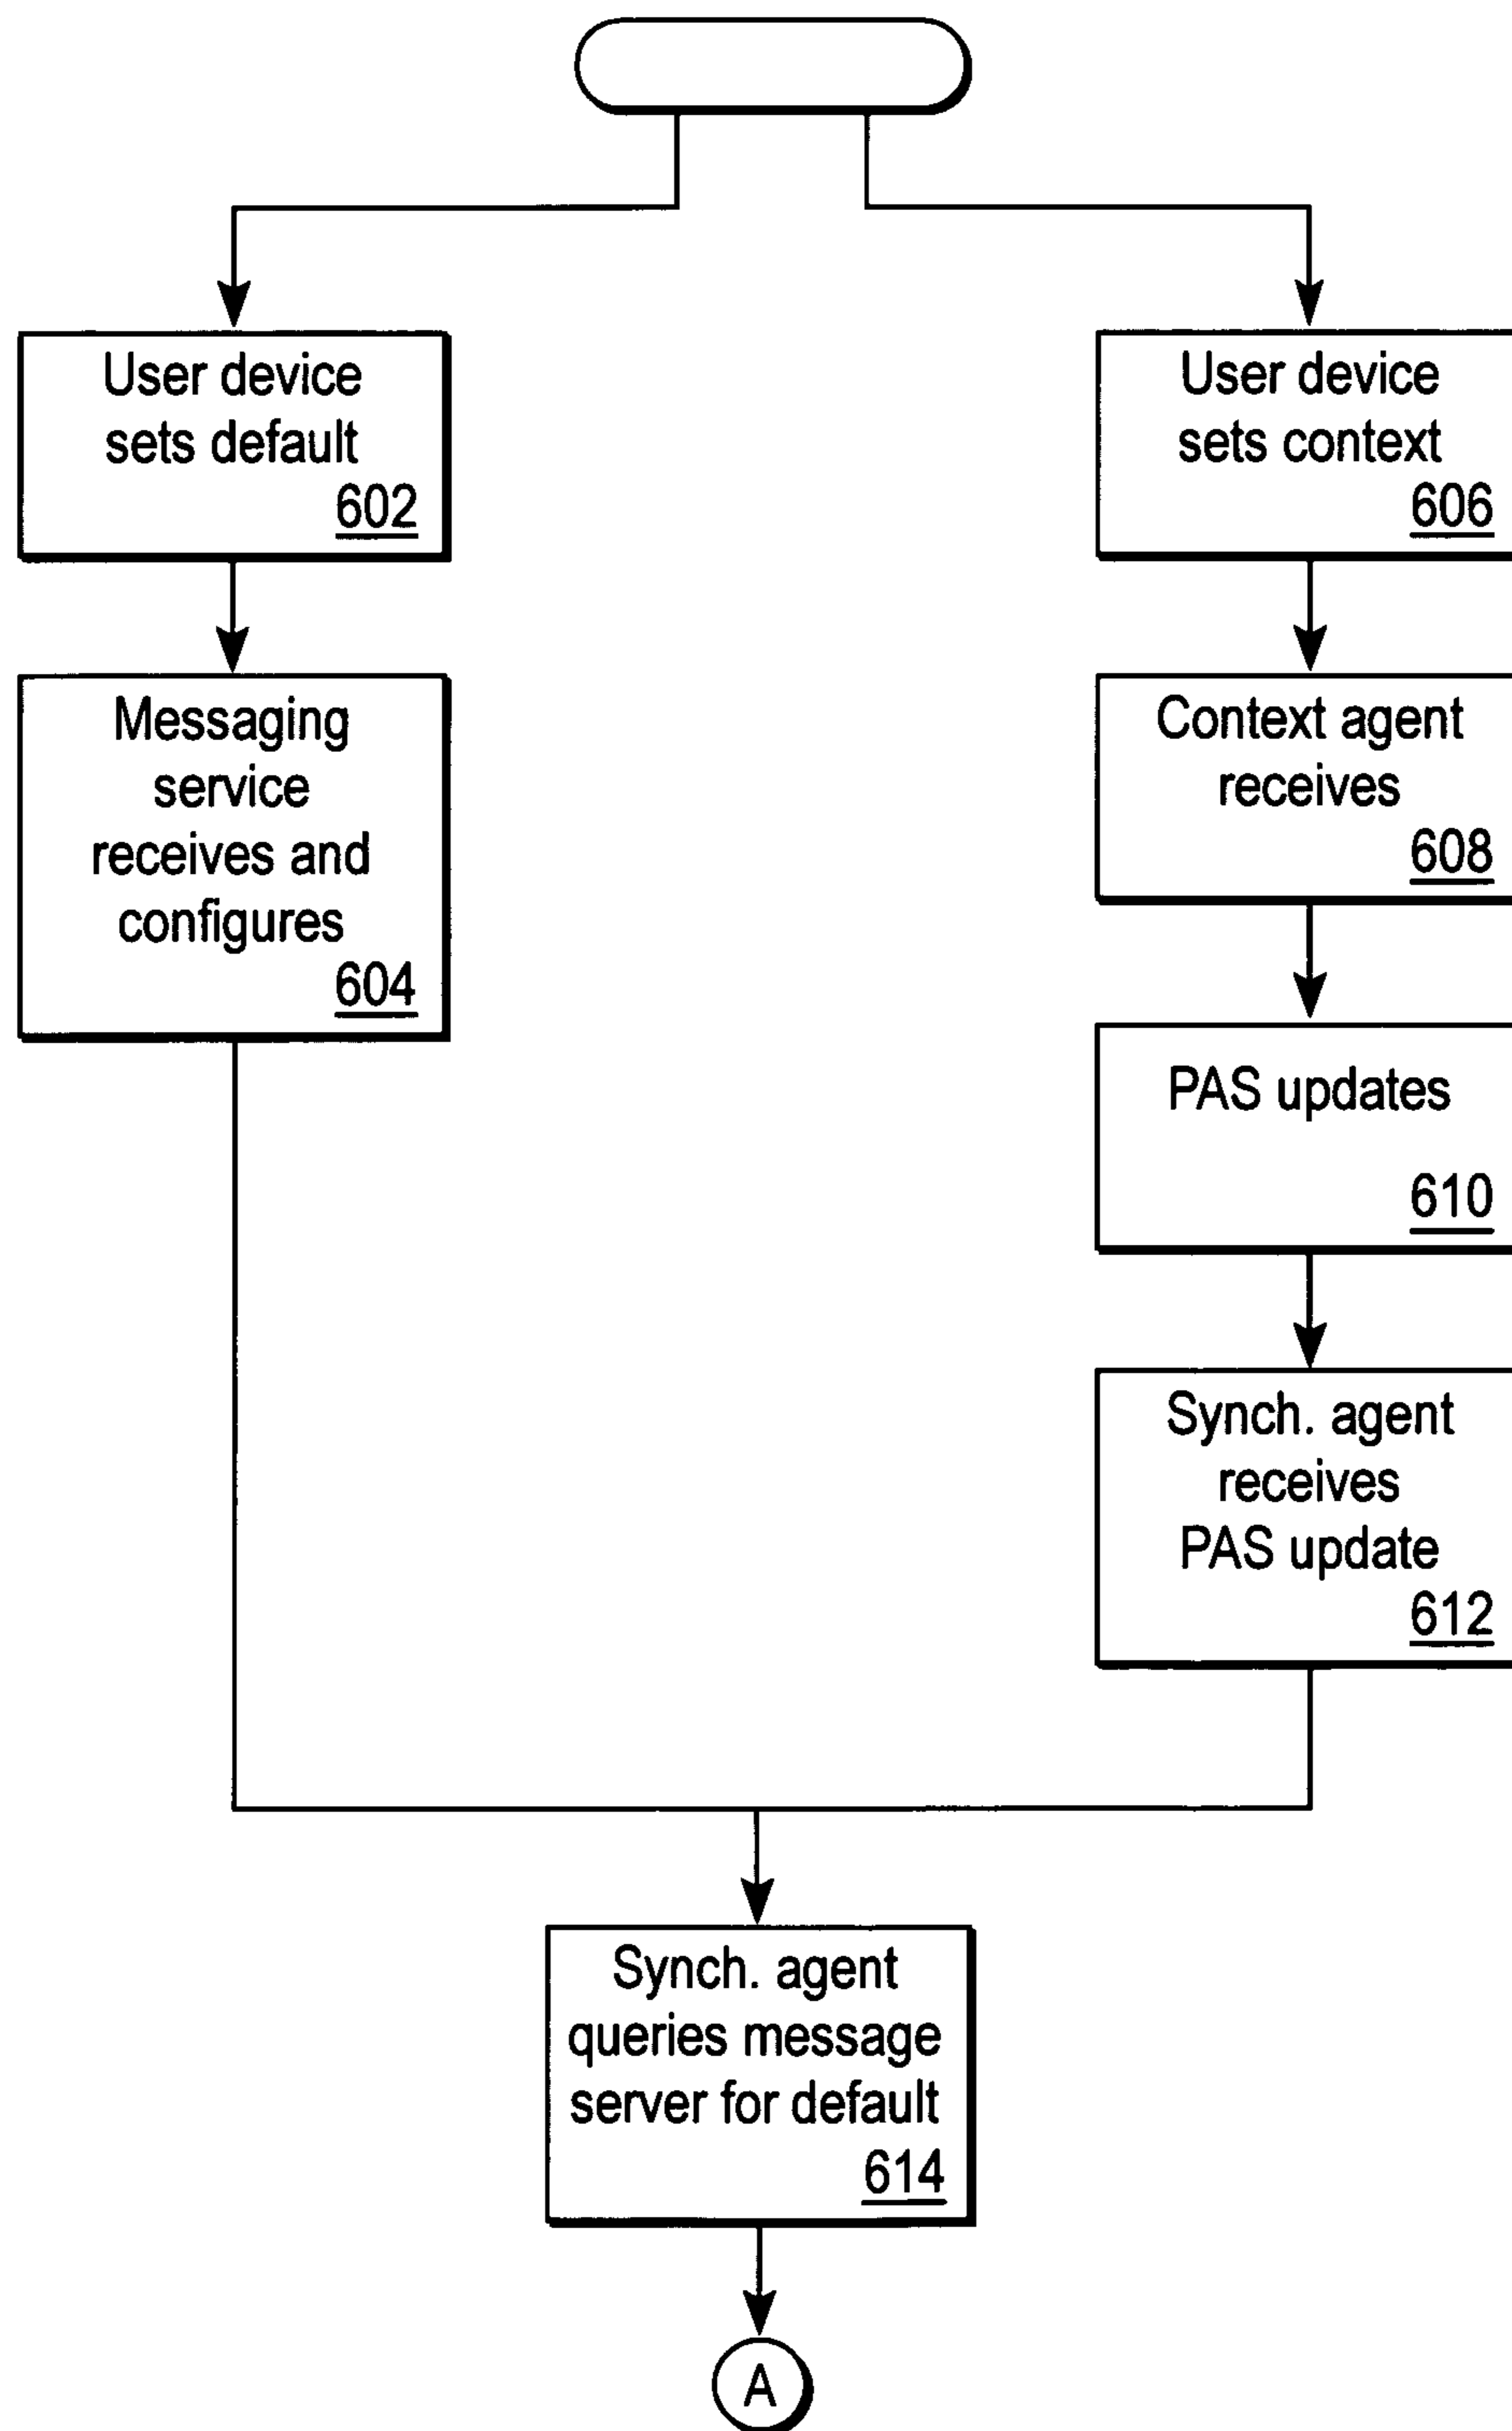 User device
sets default
602
Messaging
service
receives and
configures
604
User device
sets context
606
Context agent
receives
608
PAS updates
610
Synch. agent
receives
PAS update
612
Synch. agent
queries message
server for default
614
A